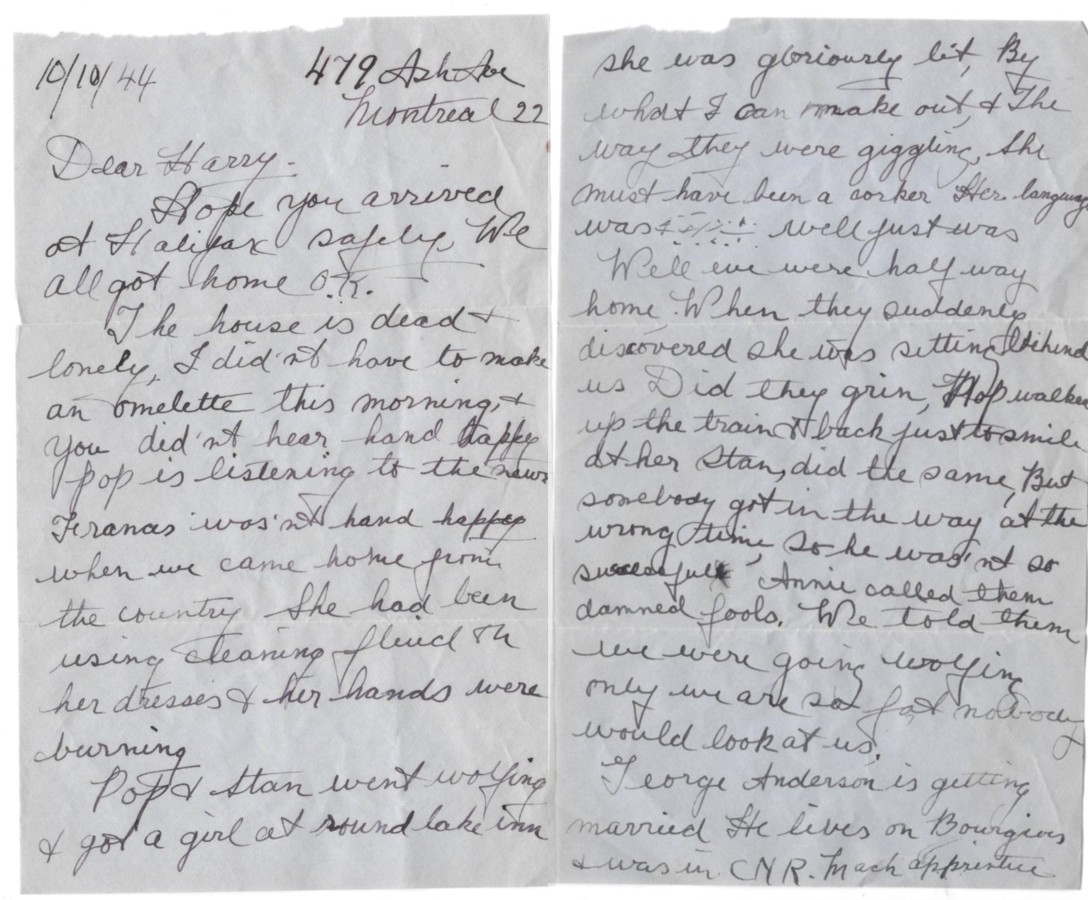 10/10/44 479 Ash Ave
Montreal 22
Dear Harry.
Hope you arrived
at Halifax safely, We
all got home O.K.
The house is dead &
lonely, I did'nt have to make
an omelette this morning, &
you did'nt hear hand happy
Pop is listening to the news
Frances was'nt hand happy
when we came home from
the country She had been
using cleaning fluid on
her dresses & her hands were
burning
Pop & Stan went wolfing
& got a girl at round lake inn
she was gloriously lit, By
what I can make out, & The
way they were giggling, she
must have been a corker Her language
was well just was
Well we were half way
home. When they suddenly
discovered she was sitting behind
us Did they grin, Pop walked
up the train & back just to smile
at her Stan, did the same, But
somebody got in the way at the
wrong time, so he was'nt so
successful Annie called them
damned fools. We told them
we were going wolfing
only we are so fat nobody
would look at us.
George Anderson is getting
married He lives on Bourgeois
& was in C N R. Mach apprentice